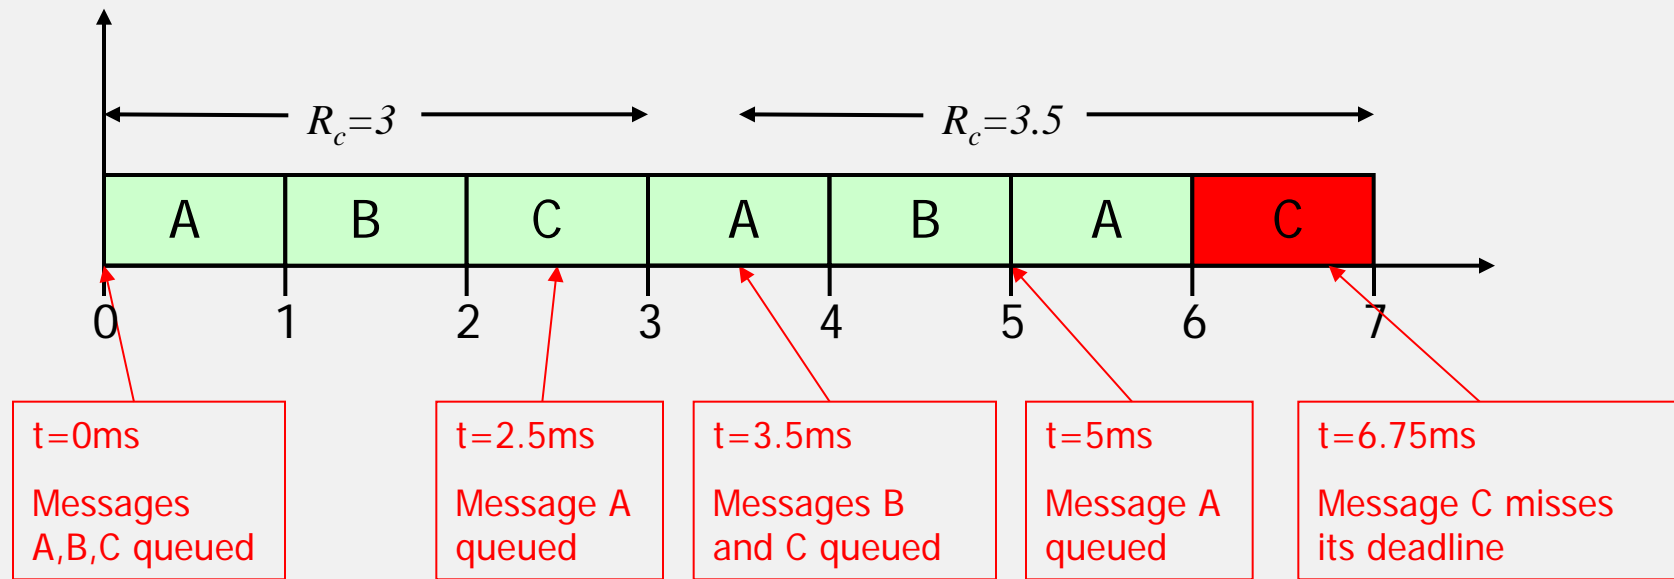 R_c=3
R_c=3.5
A
B
C
A
B
A
C
0
1
2
3
4
5
6
7
t=0ms
Messages
A,B,C queued
t=2.5ms
Message A
queued
t=3.5ms
Messages B
and C queued
t=5ms
Message A
queued
t=6.75ms
Message C misses
its deadline